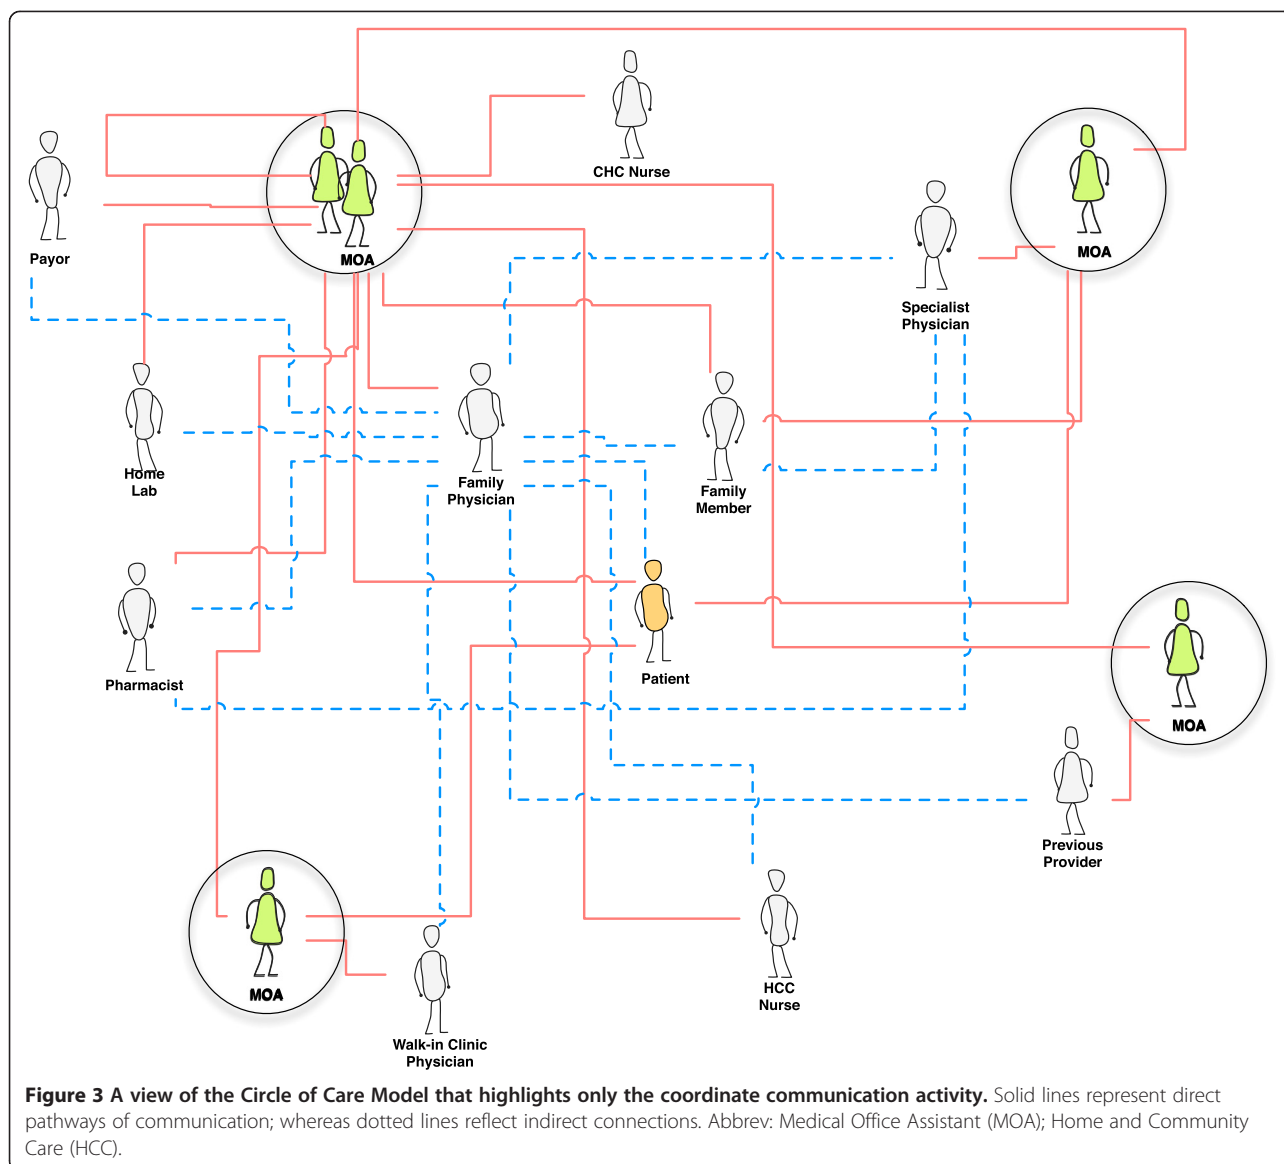 CHC Nurse
Payor
MOA
MOA
Specialist
Physician
Home
Lab
Family
Physician
Family
Member
Pharmacist
Patient
MOA
Previous
Provider
MOA
HCC
Nurse
Walk-in Clinic
Physician
Figure 3 A view of the Circle of Care Model that highlights only the coordinate communication activity. Solid lines represent direct
pathways of communication; whereas dotted lines reflect indirect connections. Abbrev: Medical Office Assistant (MOA); Home and Community
Care (HCC).